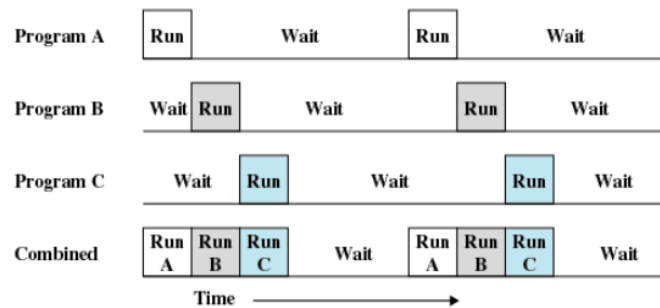 Program A Run Wait Run Wait
Program B Wait Run Wait Run Wait
Program C Wait Run Wait Run Wait
Combined Run A Run B Run C Wait Run A Run B Run C Wait
Time